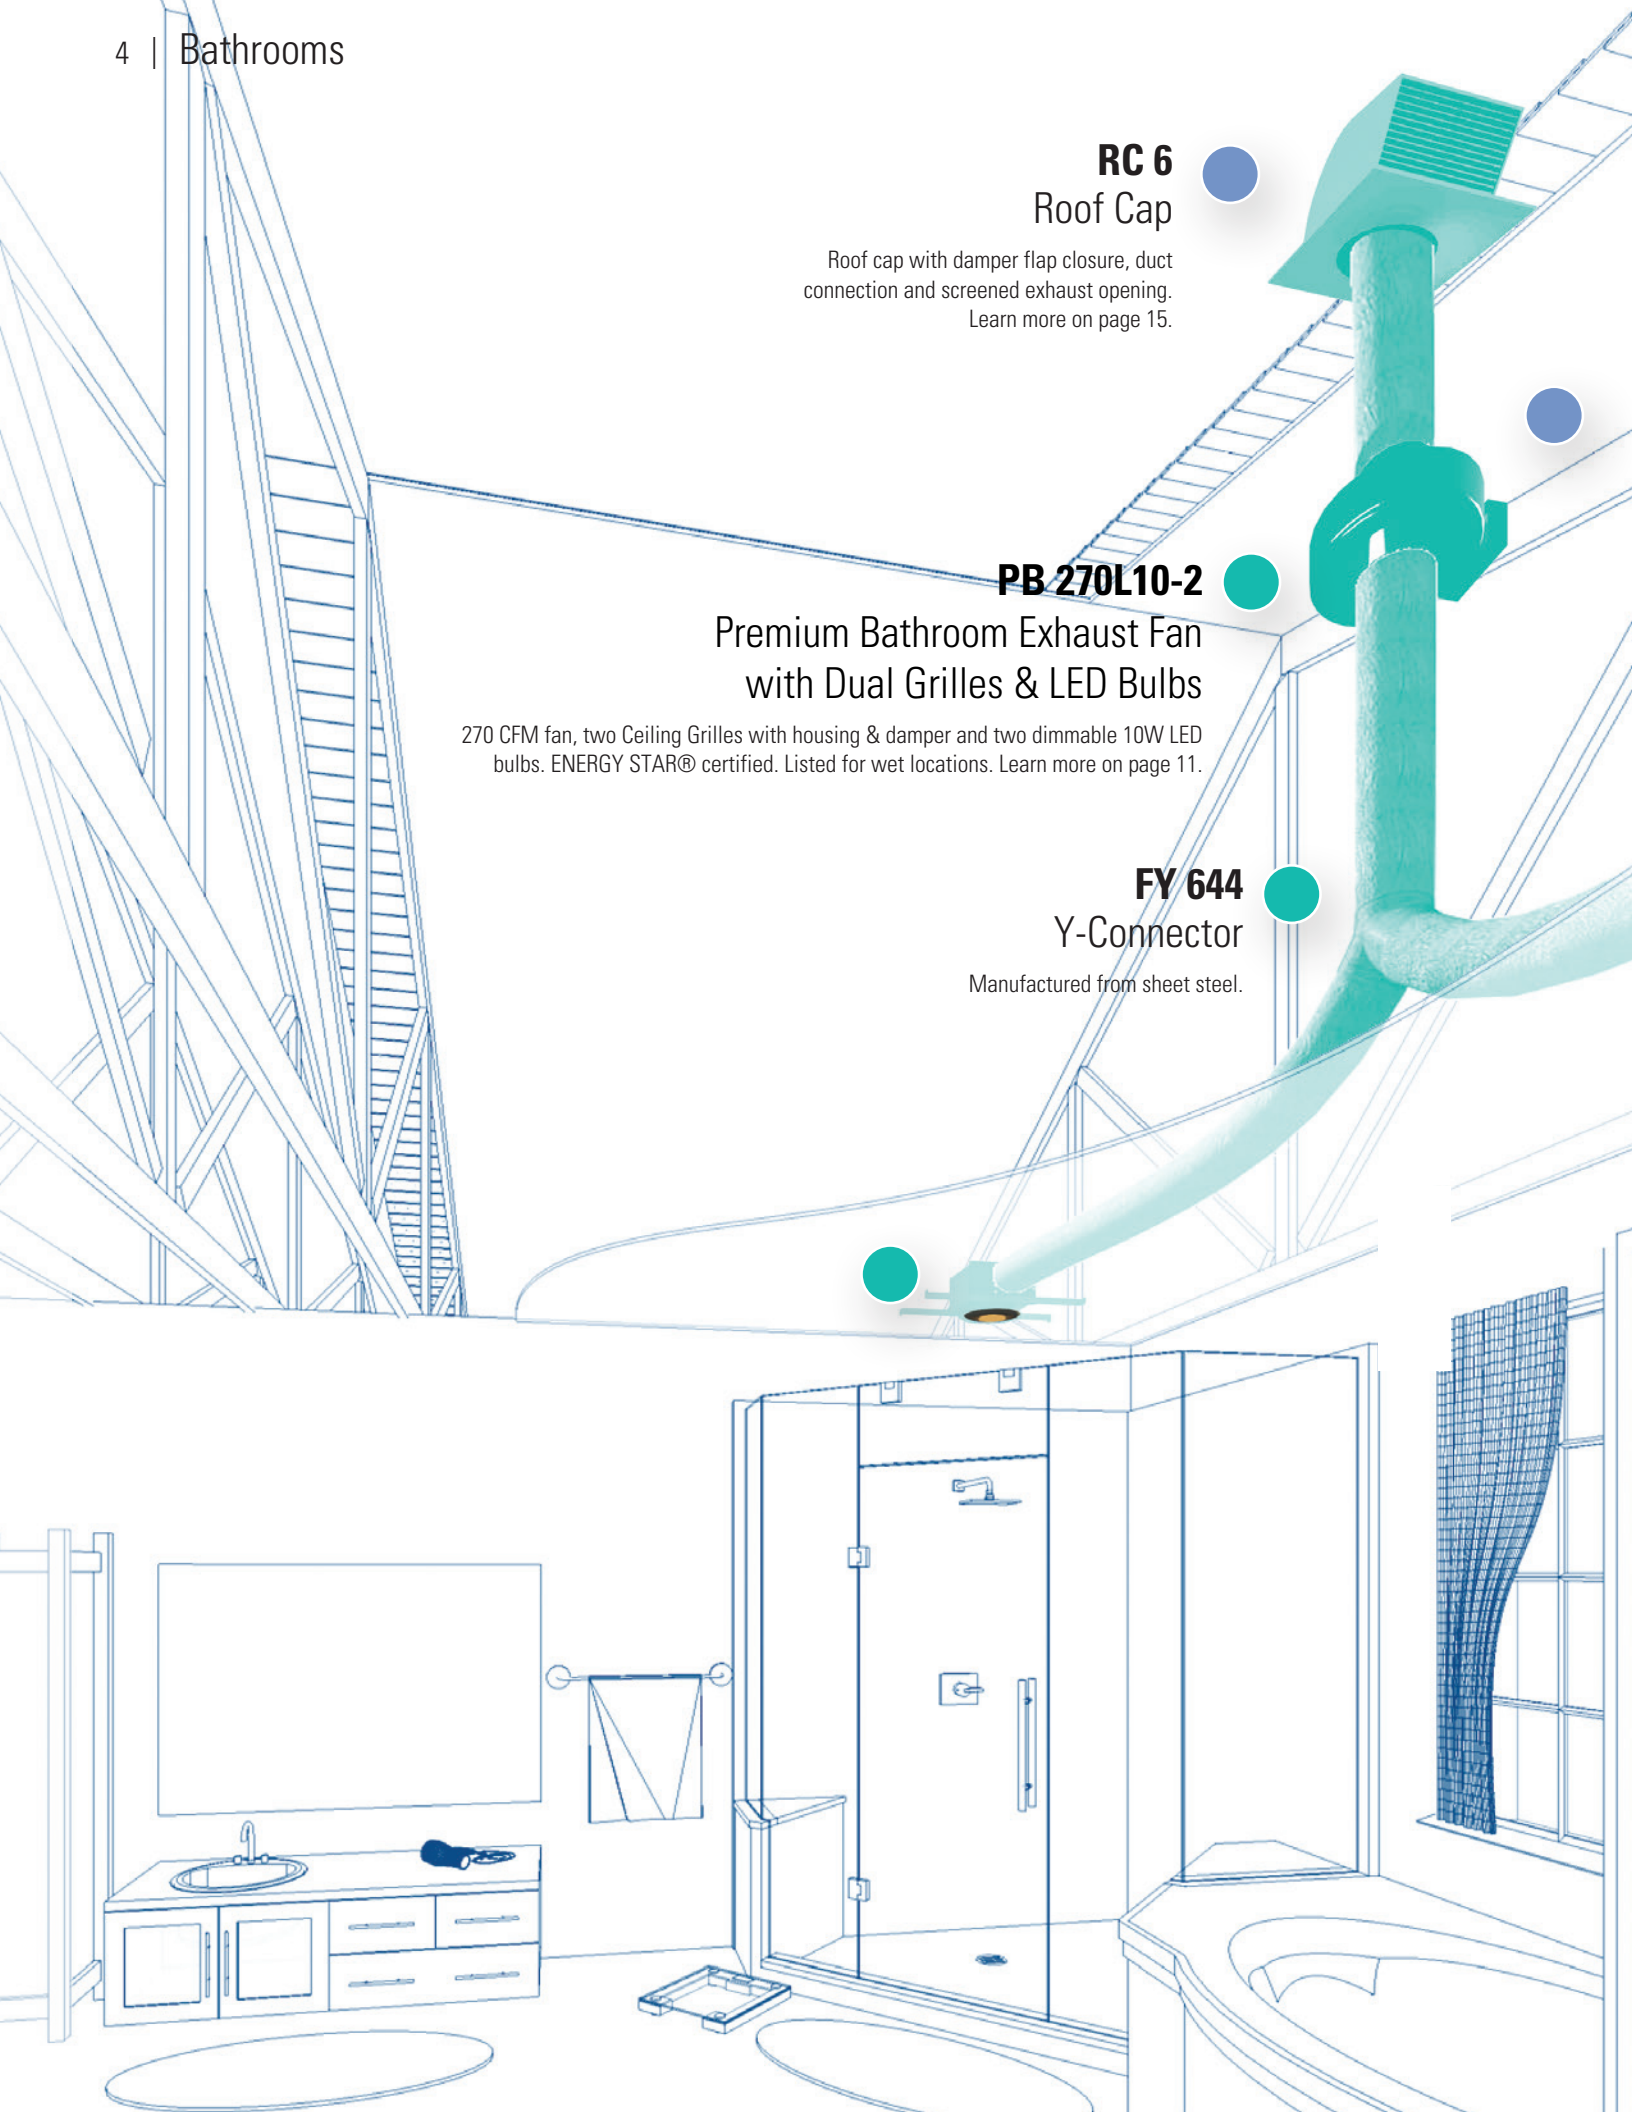 4 | Bathrooms
RC 6
Roof Cap
Roof cap with damper flap closure, duct
connection and screened exhaust opening.
Learn more on page 15.
PB 270L10-2
Premium Bathroom Exhaust Fan
with Dual Grilles & LED Bulbs
270 CFM fan, two Ceiling Grilles with housing & damper and two dimmable 10W LED
bulbs. ENERGY STAR® certified. Listed for wet locations. Learn more on page 11.
FY 644
Y-Connector
Manufactured from sheet steel.